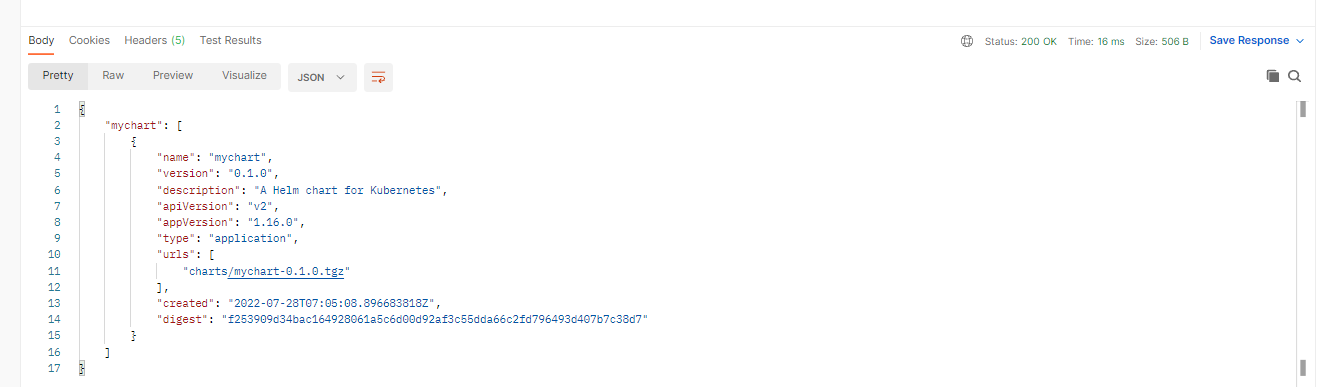 Body Cookies Headers (5) Test Results Status: 200 OK Time: 16 ms Size: 506 B Save Response
Pretty Raw Preview Visualize JSON
1 {
2 "mychart": [
3 {
4 "name": "mychart",
5 "version": "0.1.0",
6 "description": "A Helm chart for Kubernetes",
7 "apiVersion": "v2",
8 "appVersion": "1.16.0",
9 "type": "application",
10 "urls": [
11 "charts/mychart-0.1.0.tgz"
12 ],
13 "created": "2022-07-28T07:05:08.896683818Z",
14 "digest": "f253909d34bac164928061a5c6d00d92af3c55dda66c2fd796493d407b7c38d7"
15 }
16 ]
17 }